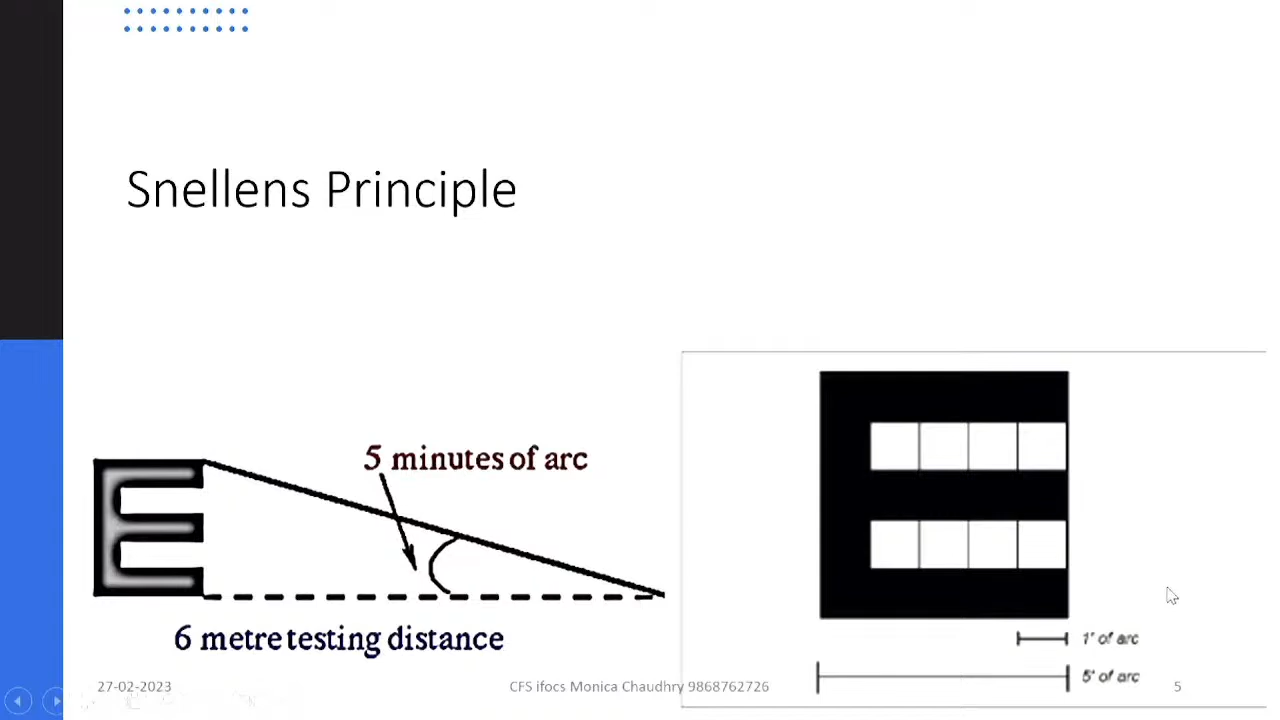 Snellens Principle
5 minutes of arc
6 metre testing distance
1' of arc
5' of arc
27-02-2023
CFS ifocs Monica Chaudhry 9868762726
5